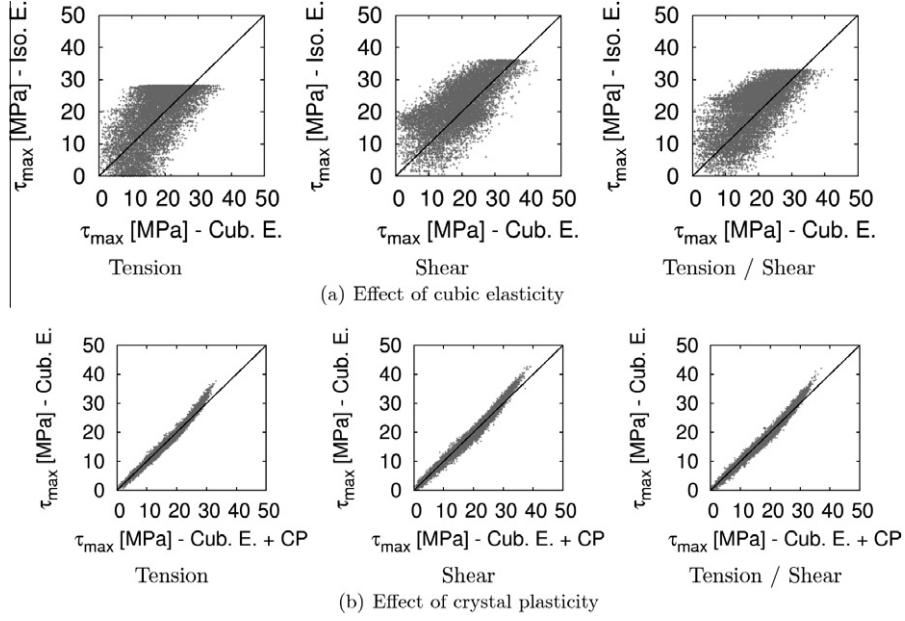 50 50 50
40 40 40
30 30 30
20 20 20
10 10 10
0 0 0
τmax [MPa] - Iso. E. τmax [MPa] - Iso. E. τmax [MPa] - Iso. E.
0 10 20 30 40 50 0 10 20 30 40 50 0 10 20 30 40 50
τmax [MPa] - Cub. E. τmax [MPa] - Cub. E. τmax [MPa] - Cub. E.
Tension Shear Tension / Shear
(a) Effect of cubic elasticity
50 50 50
40 40 40
30 30 30
20 20 20
10 10 10
0 0 0
τmax [MPa] - Cub. E. τmax [MPa] - Cub. E. τmax [MPa] - Cub. E.
0 10 20 30 40 50 0 10 20 30 40 50 0 10 20 30 40 50
τmax [MPa] - Cub. E. + CP τmax [MPa] - Cub. E. + CP τmax [MPa] - Cub. E. + CP
Tension Shear Tension / Shear
(b) Effect of crystal plasticity